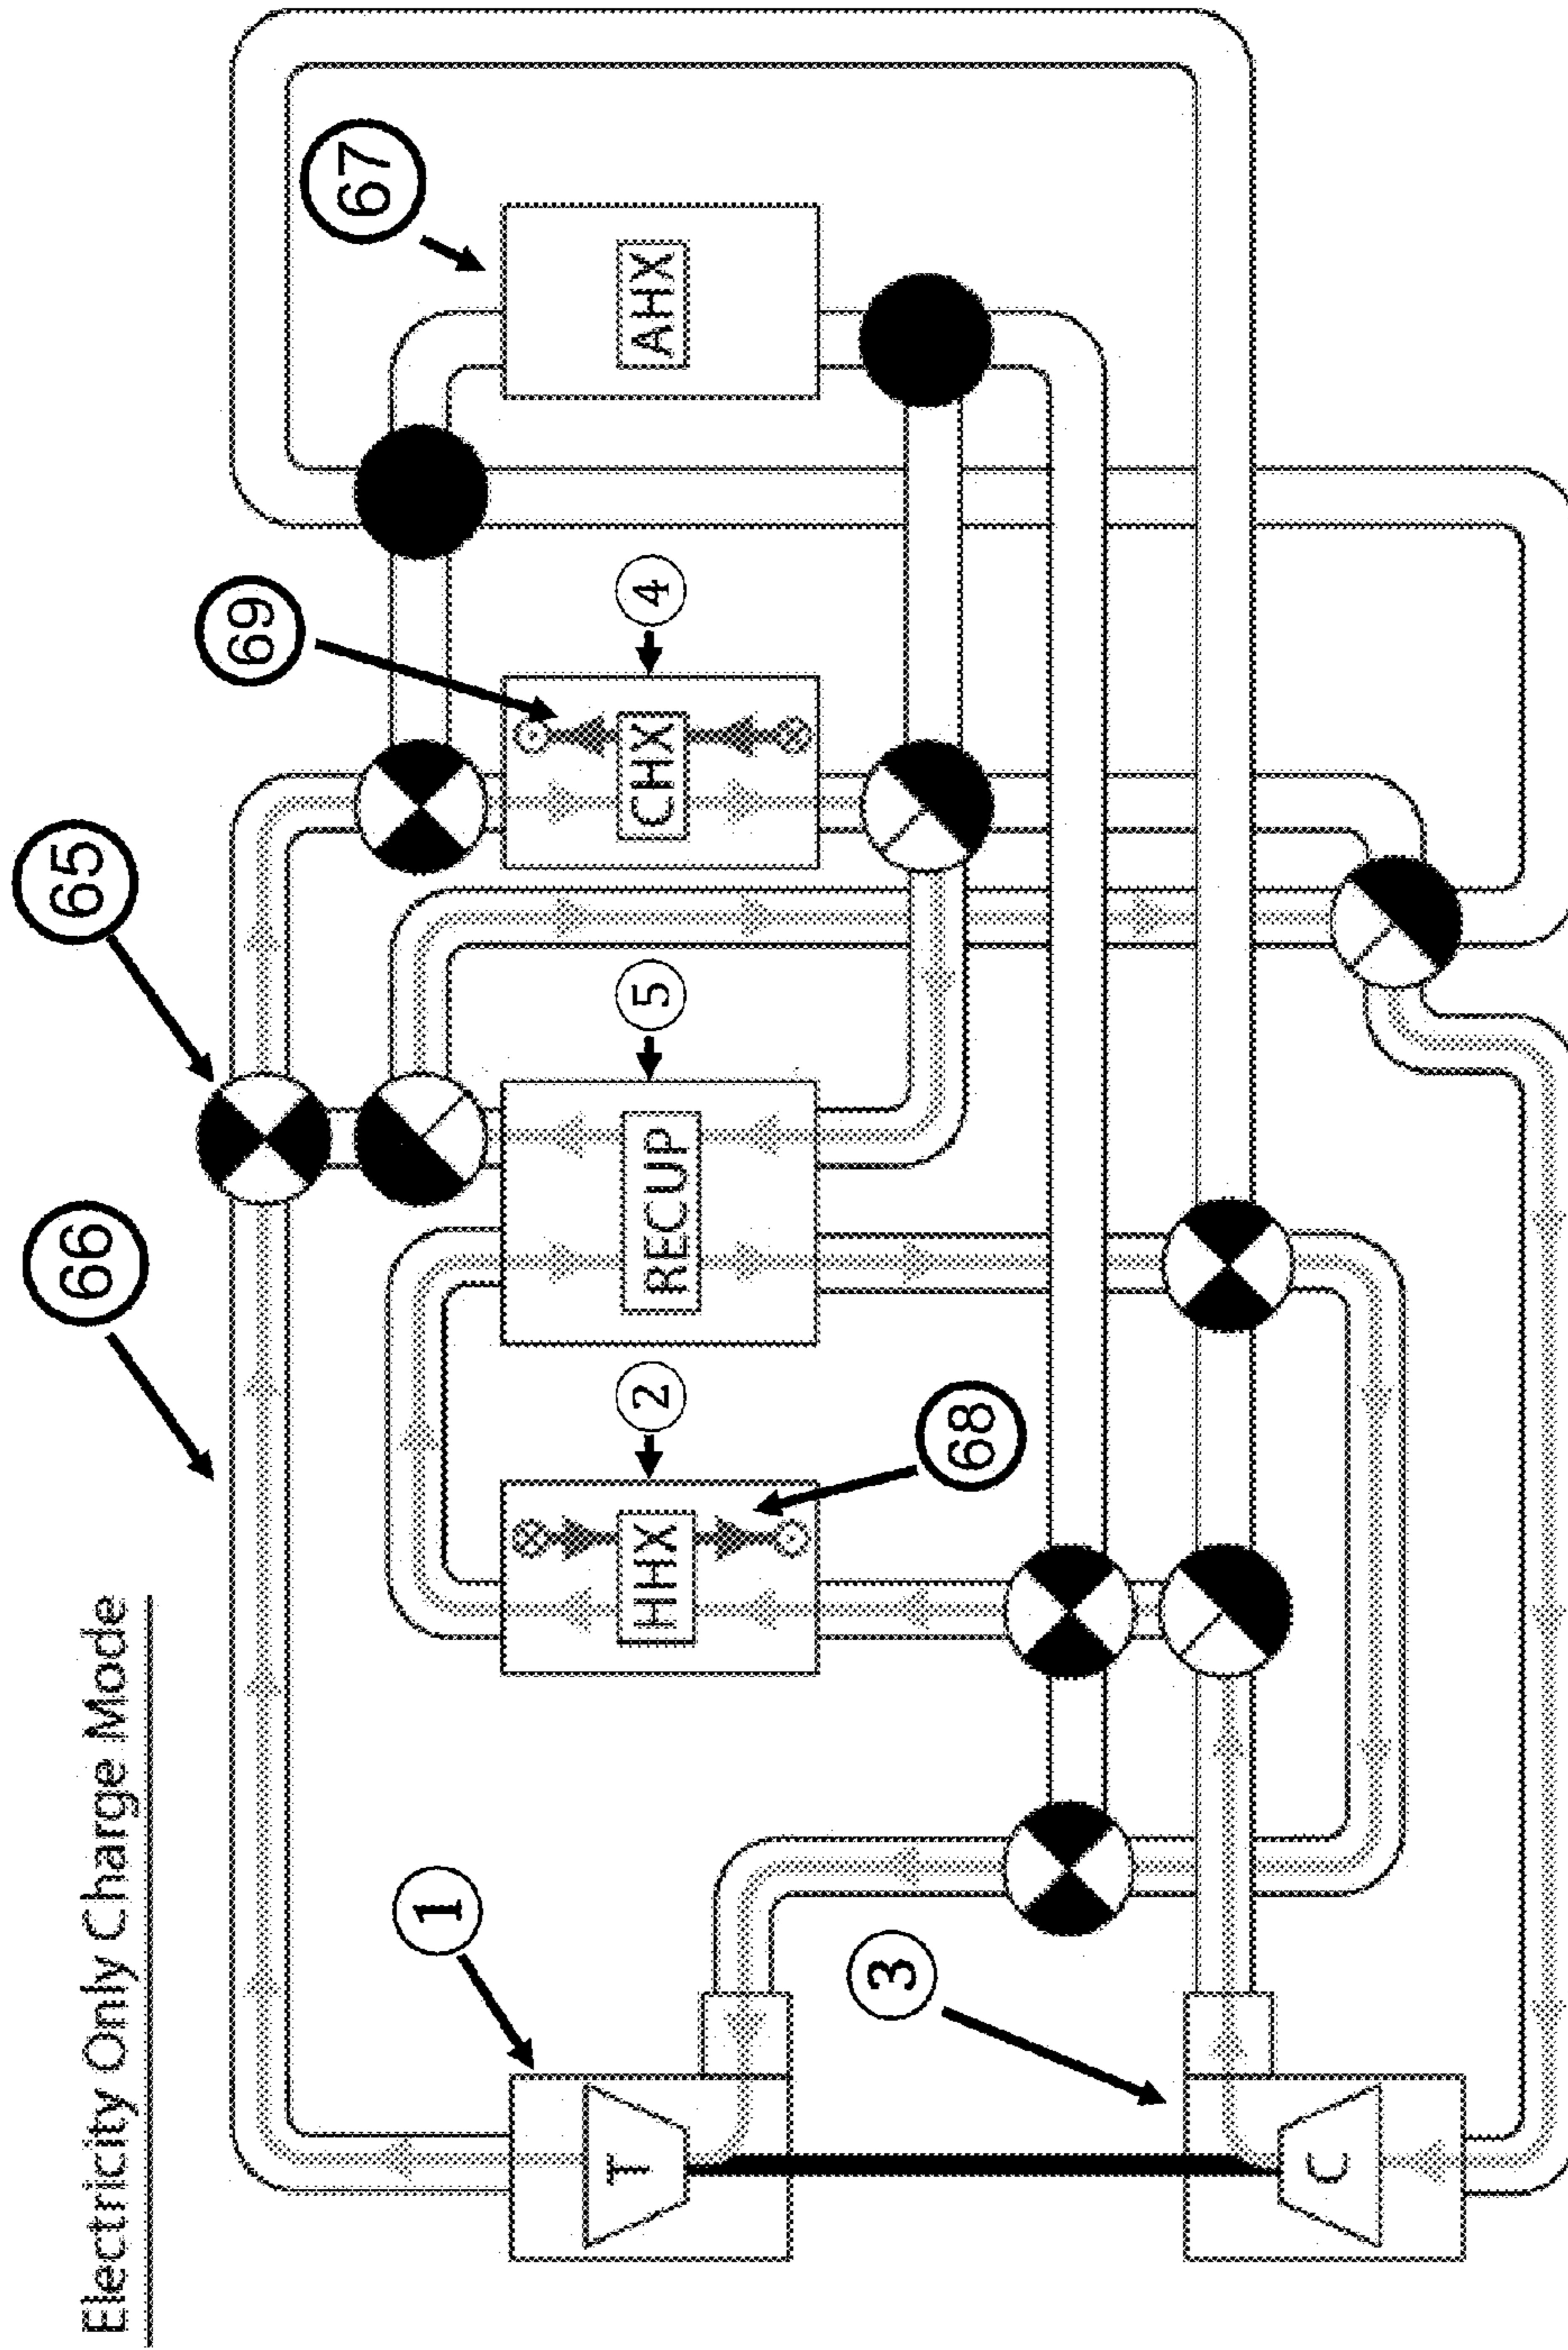 Electricity Only Charge Mode
66
65
69
67
1
2
5
4
T
HHX
RECUP
CHX
AHX
3
68
C